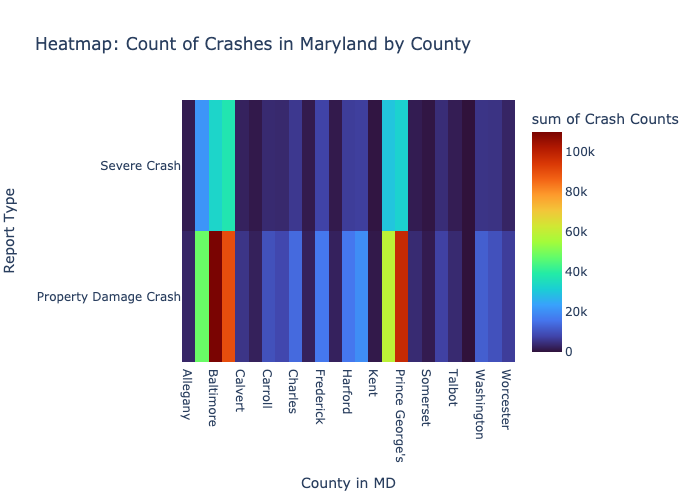 Heatmap: Count of Crashes in Maryland by County
sum of Crash Counts
100k
80k
60k
40k
20k
0
Report Type
Severe Crash
Property Damage Crash
Allegany
Baltimore
Calvert
Carroll
Charles
Frederick
Harford
Kent
Prince George's
Somerset
Talbot
Washington
Worcester
County in MD